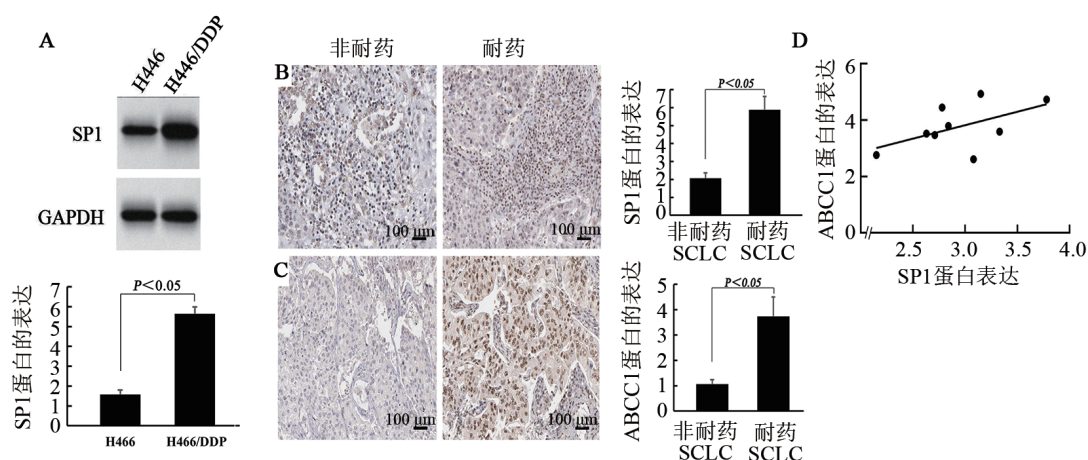 A
H446
H446/DDP
SP1
GAPDH
SP1蛋白的表达
7
6
5
4
3
2
1
0
P<0.05
H466
H466/DDP
非耐药
耐药
B
100 μm
100 μm
SP1蛋白的表达
7
6
5
4
3
2
1
0
P<0.05
非耐药
SCLC
耐药
SCLC
C
100 μm
100 μm
ABCC1蛋白的表达
5
4
3
2
1
0
P<0.05
非耐药
SCLC
耐药
SCLC
D
ABCC1蛋白的表达
6
4
2
0
2.5
3.0
3.5
4.0
SP1蛋白表达